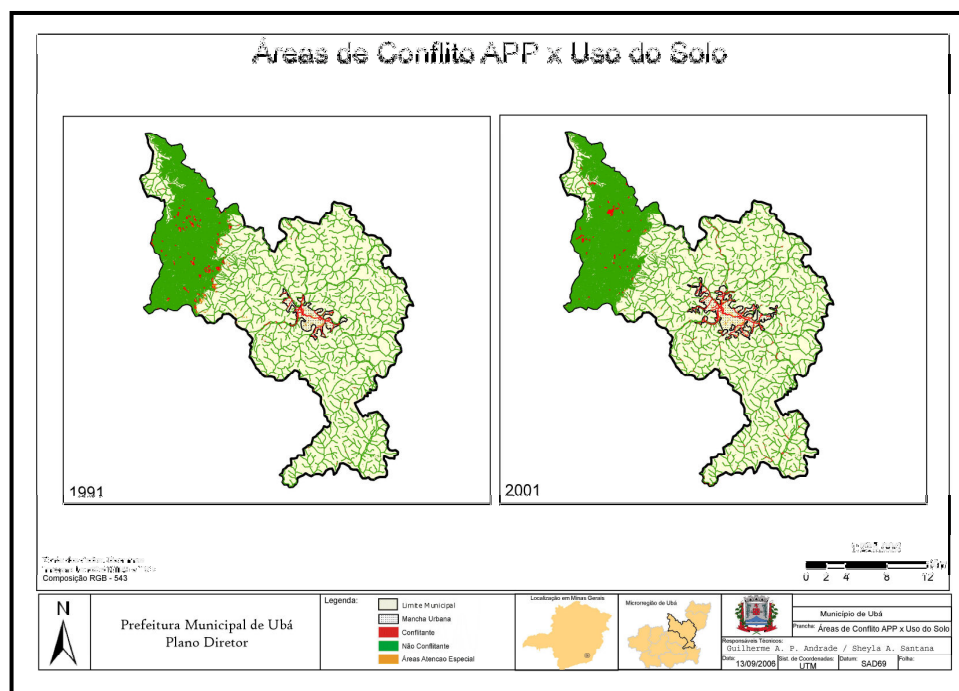 Áreas de Conflito APP x Uso do Solo
1991
2001
Composição RGB - 543
0 2 4 8 12
N
Prefeitura Municipal de Ubá
Plano Diretor
Legenda:
Limite Municipal
Mancha Urbana
Conflitante
Não Conflitante
Áreas Atencao Especial
Localização em Minas Gerais
Microrregião de Ubá
Município de Ubá
Prancha: Áreas de Conflito APP x Uso do Solo
Responsáveis Técnicos:
Guilherme A. P. Andrade / Sheyla A. Santana
Data: 13/09/2006
Sist. de Coordenadas: UTM
Datum: SAD69
Folha: